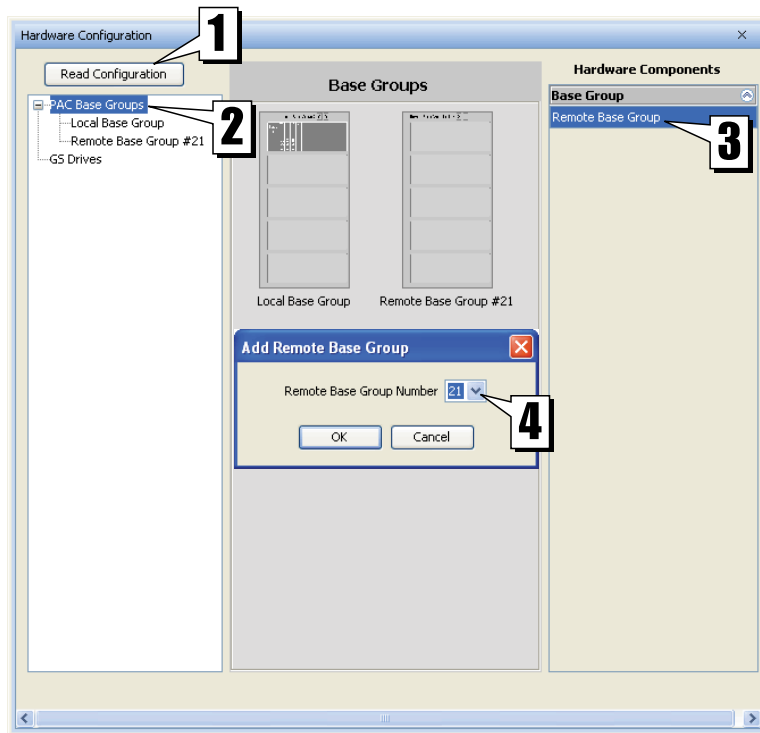 Hardware Configuration
1
Read Configuration
PAC Base Groups
2
Local Base Group
Remote Base Group #21
GS Drives
Base Groups
Local Base Group
Remote Base Group #21
Add Remote Base Group
Remote Base Group Number 21
4
OK
Cancel
Hardware Components
Base Group
Remote Base Group
3